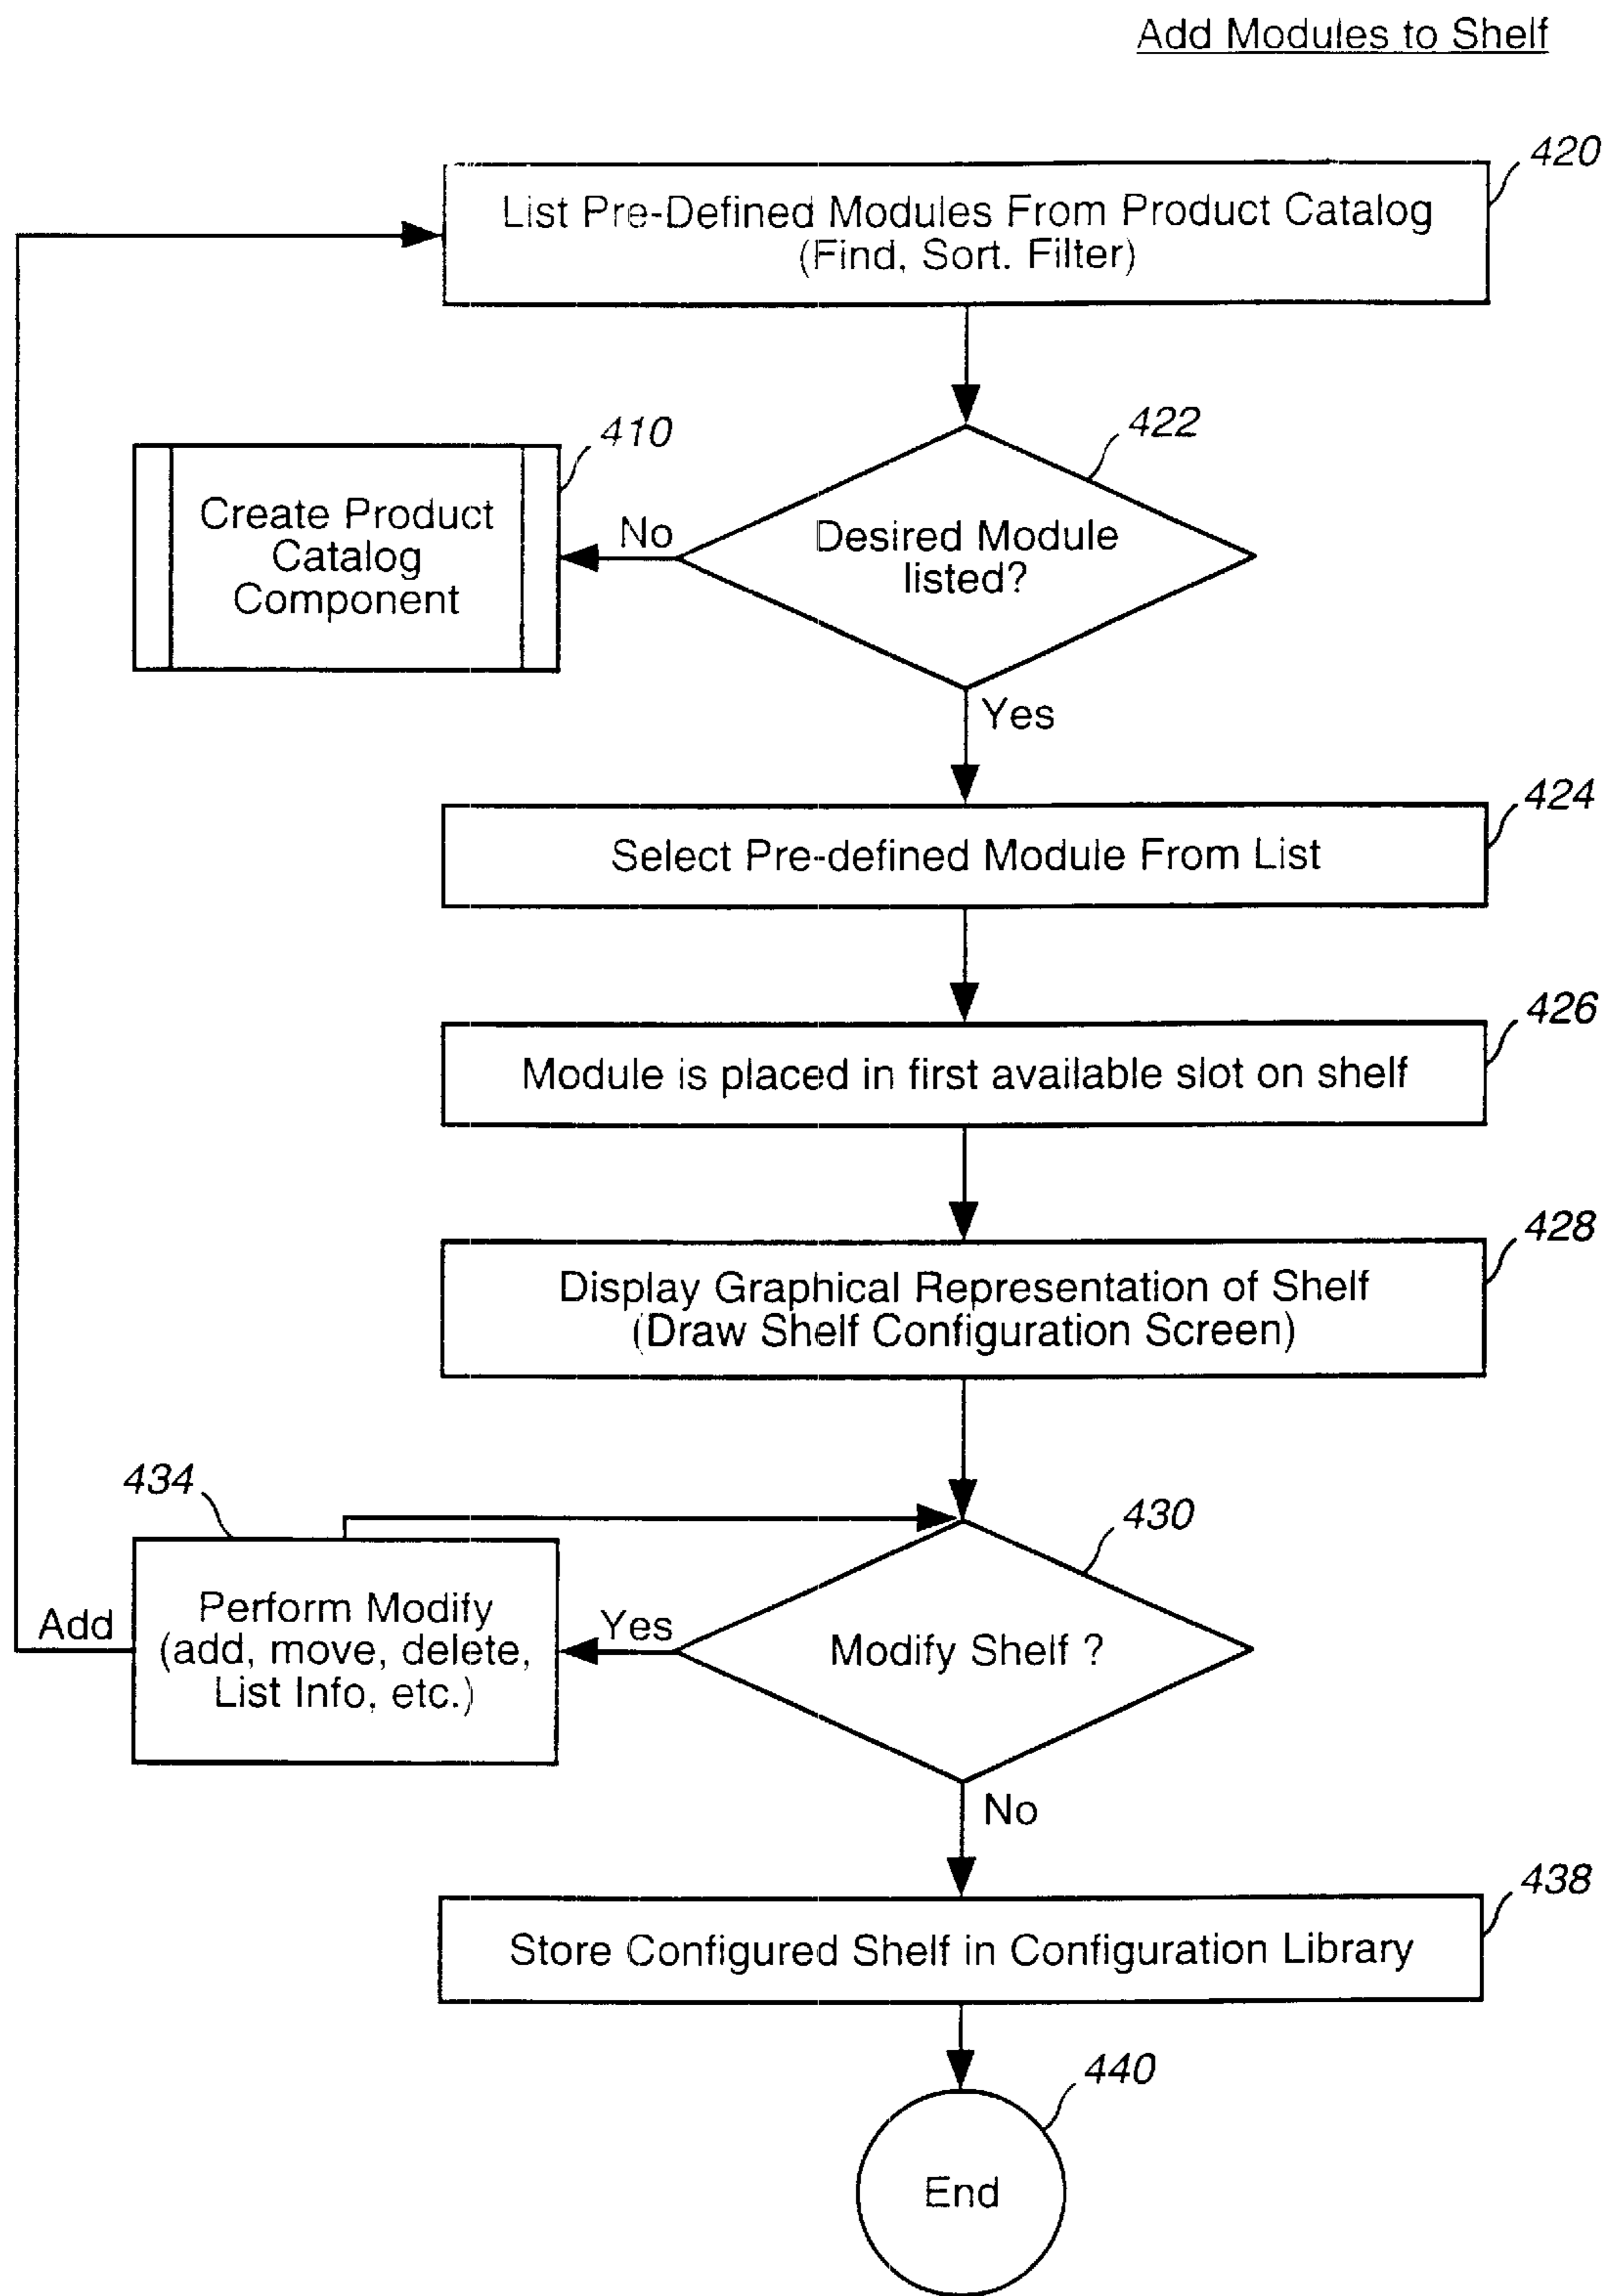 Add Modules to Shelf
420
List Pre-Defined Modules From Product Catalog
(Find, Sort. Filter)
410
422
Create Product
Catalog
Component
No
Desired Module
listed?
Yes
424
Select Pre-defined Module From List
426
Module is placed in first available slot on shelf
428
Display Graphical Representation of Shelf
(Draw Shelf Configuration Screen)
434
430
Add
Perform Modify
(add, move, delete,
List Info, etc.)
Yes
Modify Shelf ?
No
438
Store Configured Shelf in Configuration Library
440
End